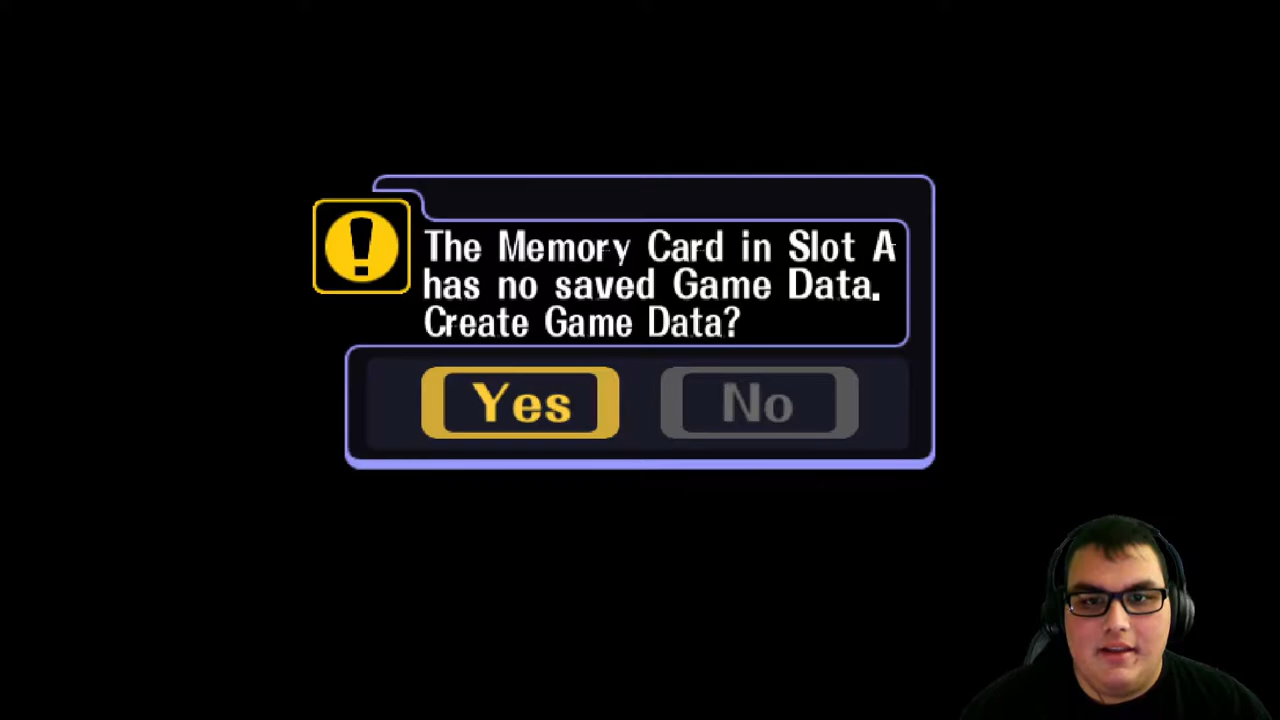 The Memory Card in Slot A
has no saved Game Data.
Create Game Data?
Yes No